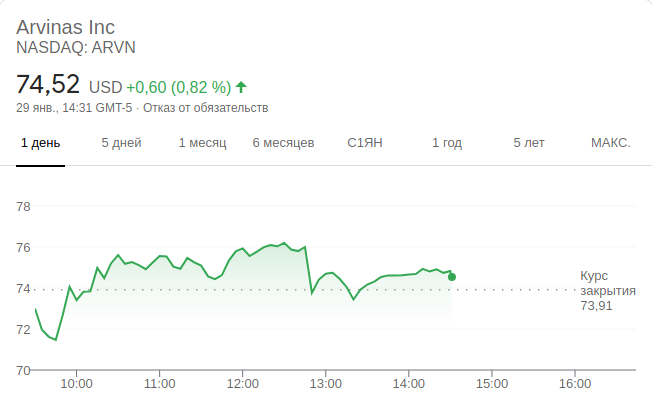 Arvinas Inc
NASDAQ: ARVN
74,52 USD +0,60 (0,82 %)
29 янв., 14:31 GMT-5 · Отказ от обязательств
1 день 5 дней 1 месяц 6 месяцев С1ЯН 1 год 5 лет МАКС.
78
76
74
72
70
Курс
закрытия
73,91
10:00 11:00 12:00 13:00 14:00 15:00 16:00